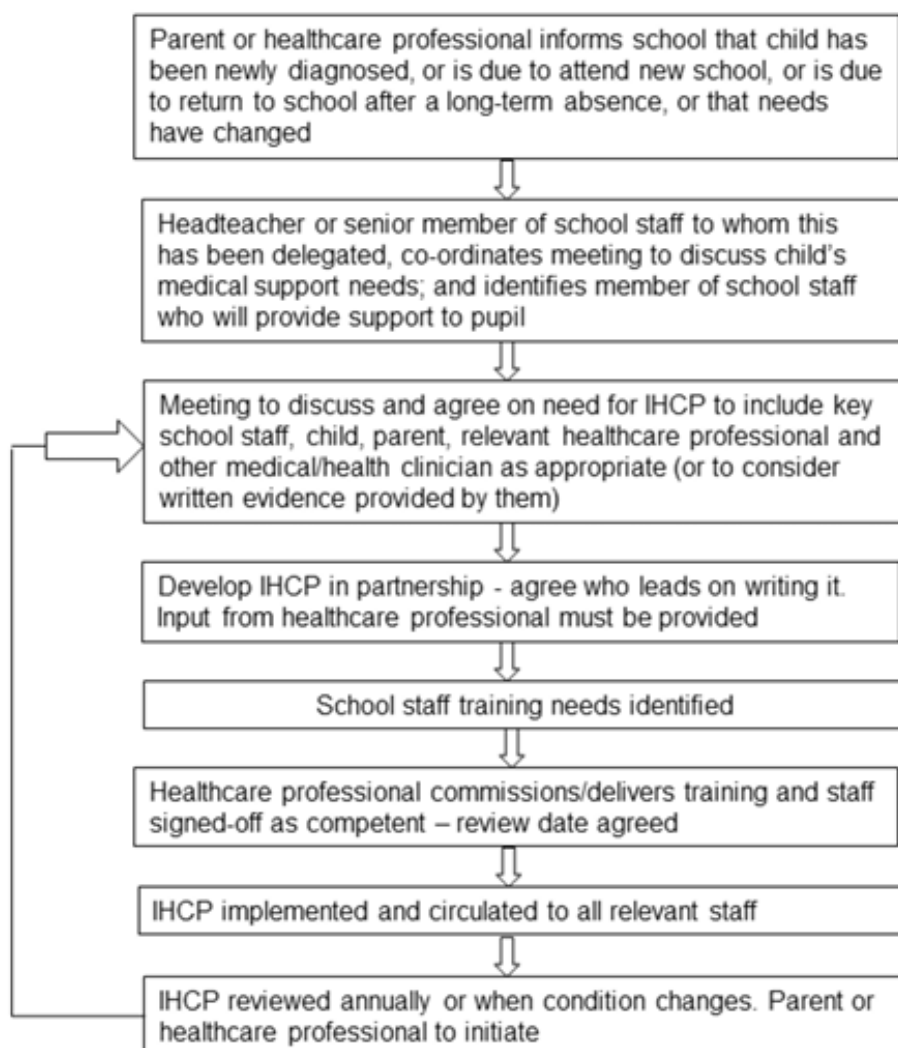 Parent or healthcare professional informs school that child has
been newly diagnosed, or is due to attend new school, or is due
to return to school after a long-term absence, or that needs
have changed
Headteacher or senior member of school staff to whom this
has been delegated, co-ordinates meeting to discuss child's
medical support needs; and identifies member of school staff
who will provide support to pupil
Meeting to discuss and agree on need for IHCP to include key
school staff, child, parent, relevant healthcare professional and
other medical/health clinician as appropriate (or to consider
written evidence provided by them)
Develop IHCP in partnership - agree who leads on writing it.
Input from healthcare professional must be provided
School staff training needs identified
Healthcare professional commissions/delivers training and staff
signed-off as competent – review date agreed
IHCP implemented and circulated to all relevant staff
IHCP reviewed annually or when condition changes. Parent or
healthcare professional to initiate